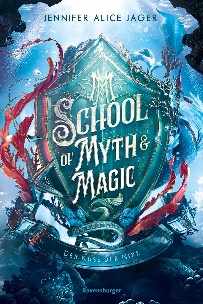 JENNIFER ALICE JAGER
SCHOOL
OF MYTH &
MAGIC
DER KUSS DER NIXE
Ravensburger